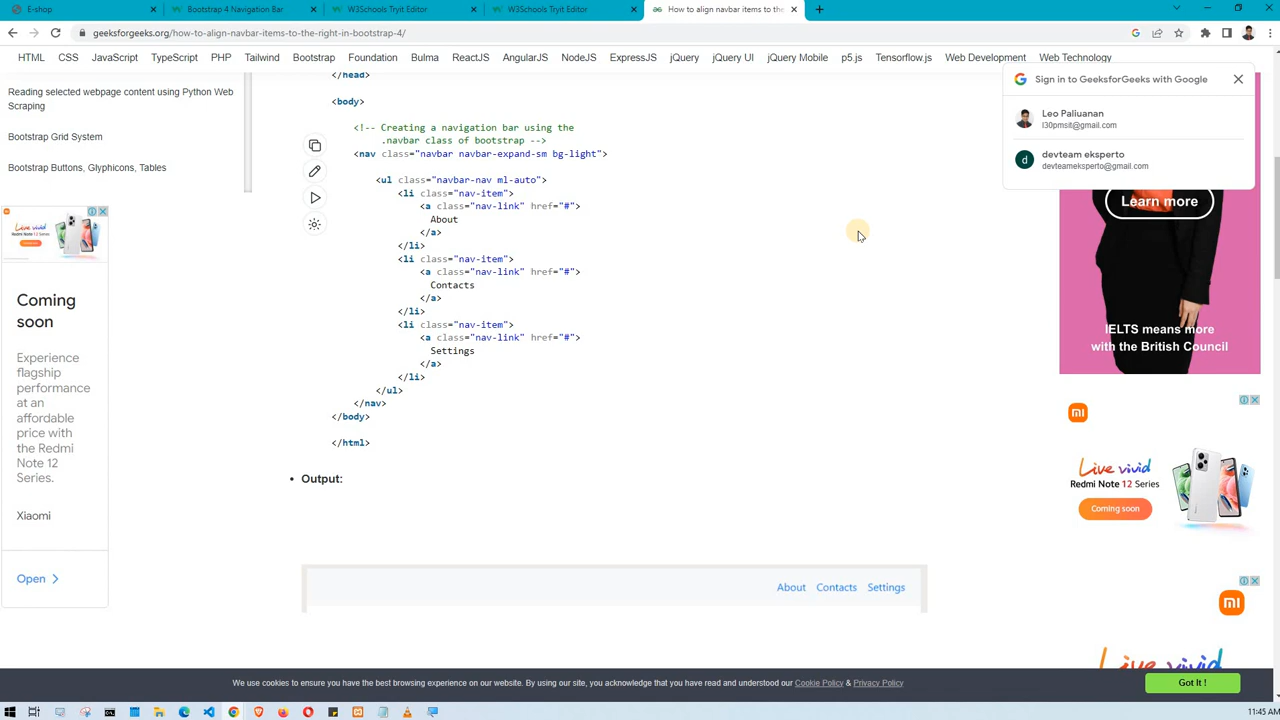 E-shop
Bootstrap 4 Navigation Bar
W3Schools Tryit Editor
W3Schools Tryit Editor
How to align navbar items to the
geeksforgeeks.org/how-to-align-navbar-items-to-the-right-in-bootstrap-4/
HTML CSS JavaScript TypeScript PHP Tailwind Bootstrap Foundation Bulma ReactJS AngularJS NodeJS ExpressJS jQuery jQuery UI jQuery Mobile p5.js Tensorflow.js Web Development Web Technology
Reading selected webpage content using Python Web
Scraping
Bootstrap Grid System
Bootstrap Buttons, Glyphicons, Tables
Live vivid
Coming
soon
Experience
flagship
performance
at an
affordable
price with
the Redmi
Note 12
Series.
Xiaomi
Open
</head>
<body>
<!-- Creating a navigation bar using the
.navbar class of bootstrap -->
<nav class="navbar navbar-expand-sm bg-light">
<ul class="navbar-nav ml-auto">
<li class="nav-item">
<a class="nav-link" href="#">
About
</a>
</li>
<li class="nav-item">
<a class="nav-link" href="#">
Contacts
</a>
</li>
<li class="nav-item">
<a class="nav-link" href="#">
Settings
</a>
</li>
</ul>
</nav>
</body>
</html>
Output:
About Contacts Settings
Sign in to GeeksforGeeks with Google
Leo Paliuanan
l30pmsit@gmail.com
d
devteam eksperto
devteameksperto@gmail.com
Learn more
IELTS means more
with the British Council
mi
Live vivid
Redmi Note 12 Series
Coming soon
mi
Live vivid
We use cookies to ensure you have the best browsing experience on our website. By using our site, you acknowledge that you have read and understood our Cookie Policy & Privacy Policy
Got It !
11:45 AM